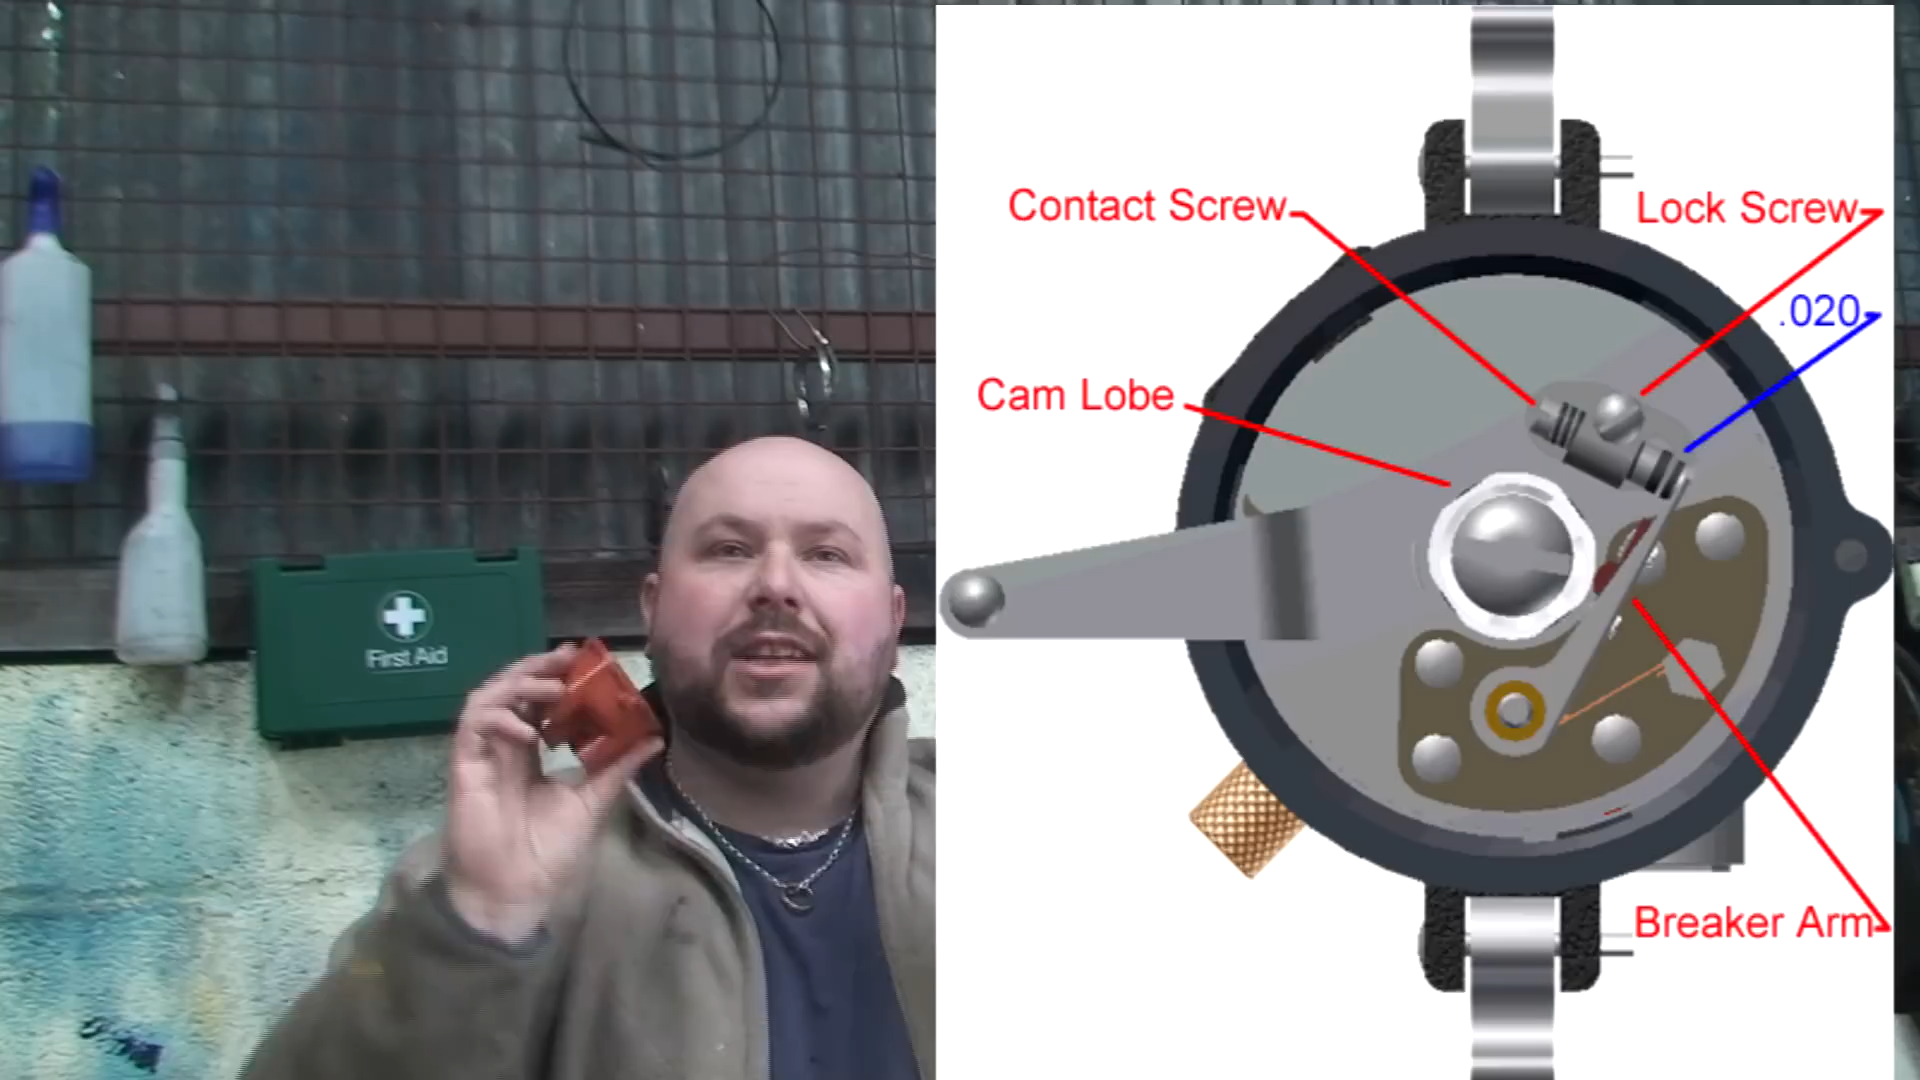 First Aid
Contact Screw
Lock Screw
.020
Cam Lobe
Breaker Arm